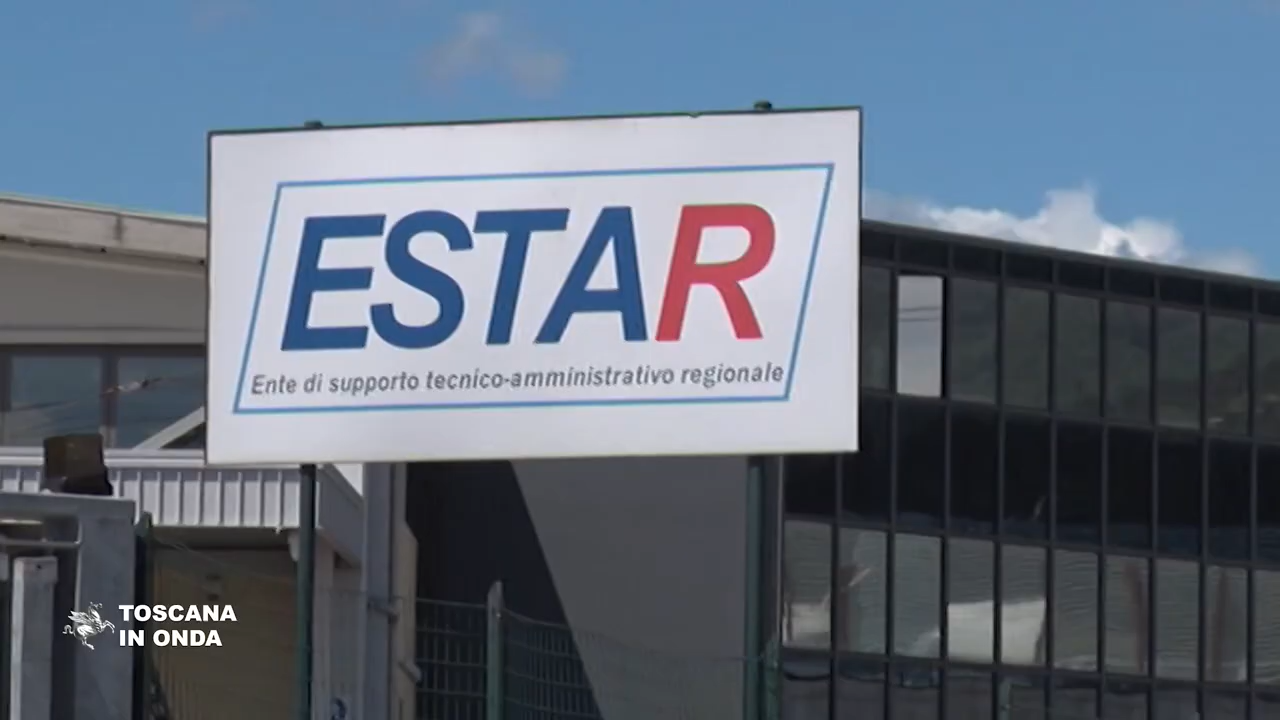 ESTAR
Ente di supporto tecnico-amministrativo regionale
TOSCANA
IN ONDA